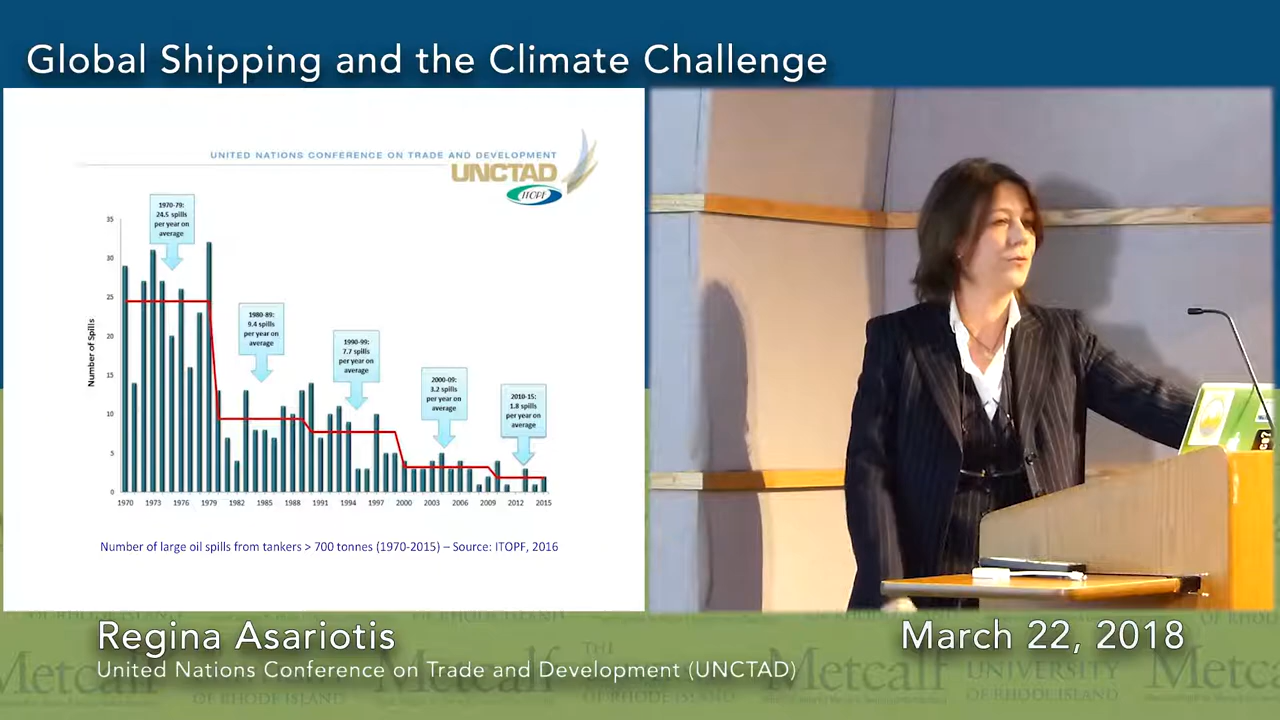 Global Shipping and the Climate Challenge
UNITED NATIONS CONFERENCE ON TRADE AND DEVELOPMENT
UNCTAD
ITOPF
1970-79:
24.5 spills
per year on
average
1980-89:
9.4 spills
per year on
average
1990-99:
7.7 spills
per year on
average
2000-09:
3.2 spills
per year on
average
2010-15:
1.8 spills
per year on
average
Number of Spills
35
30
25
20
15
10
5
0
1970 1973 1976 1979 1982 1985 1988 1991 1994 1997 2000 2003 2006 2009 2012 2015
Number of large oil spills from tankers > 700 tonnes (1970-2015) – Source: ITOPF, 2016
Regina Asariotis
March 22, 2018
United Nations Conference on Trade and Development (UNCTAD)
Metcalf
THE
UNIVERSITY
OF RHODE ISLAND